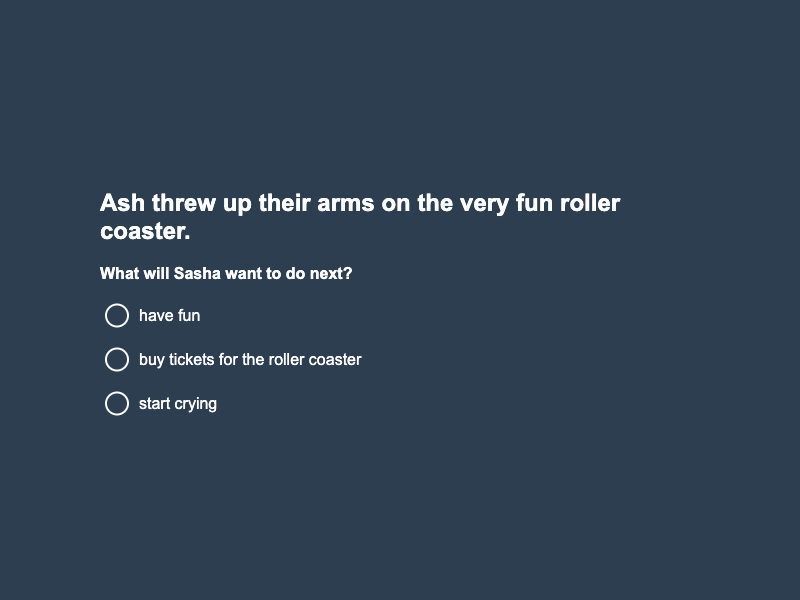 Ash threw up their arms on the very fun roller
coaster.
What will Sasha want to do next?
have fun
buy tickets for the roller coaster
start crying